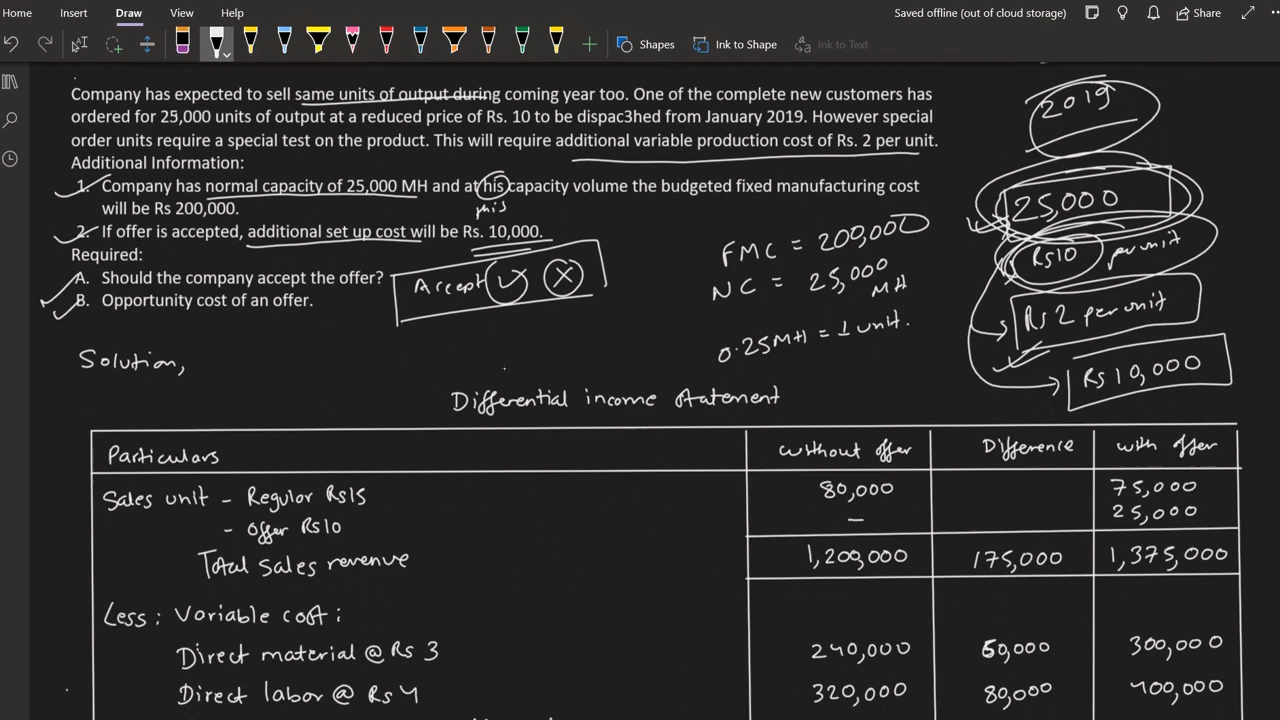 Home Insert Draw View Help Saved offline (out of cloud storage) Share
Shapes Ink to Shape Ink to Text
Company has expected to sell same units of output during coming year too. One of the complete new customers has
ordered for 25,000 units of output at a reduced price of Rs. 10 to be dispac3hed from January 2019. However special
order units require a special test on the product. This will require additional variable production cost of Rs. 2 per unit.
Additional Information:
1. Company has normal capacity of 25,000 MH and at his capacity volume the budgeted fixed manufacturing cost
this
will be Rs 200,000.
2. If offer is accepted, additional set up cost will be Rs. 10,000.
Required:
A. Should the company accept the offer?
B. Opportunity cost of an offer.
Accept
2019
25,000
Rs10 per unit
Rs 2 per unit
Rs 10,000
FMC = 200,000
NC = 25,000
MH
0.25MH = 1 unit.
Solution,
Differential income statement
Particulars without offer Difference with offer
Sales unit - Regular Rs15 80,000 75,000
- Offer Rs10 — 25,000
Total sales revenue 1,200,000 175,000 1,375,000
Less: Variable cost:
Direct material @ Rs 3 240,000 60,000 300,000
Direct labor @ Rs 4 320,000 80,000 400,000